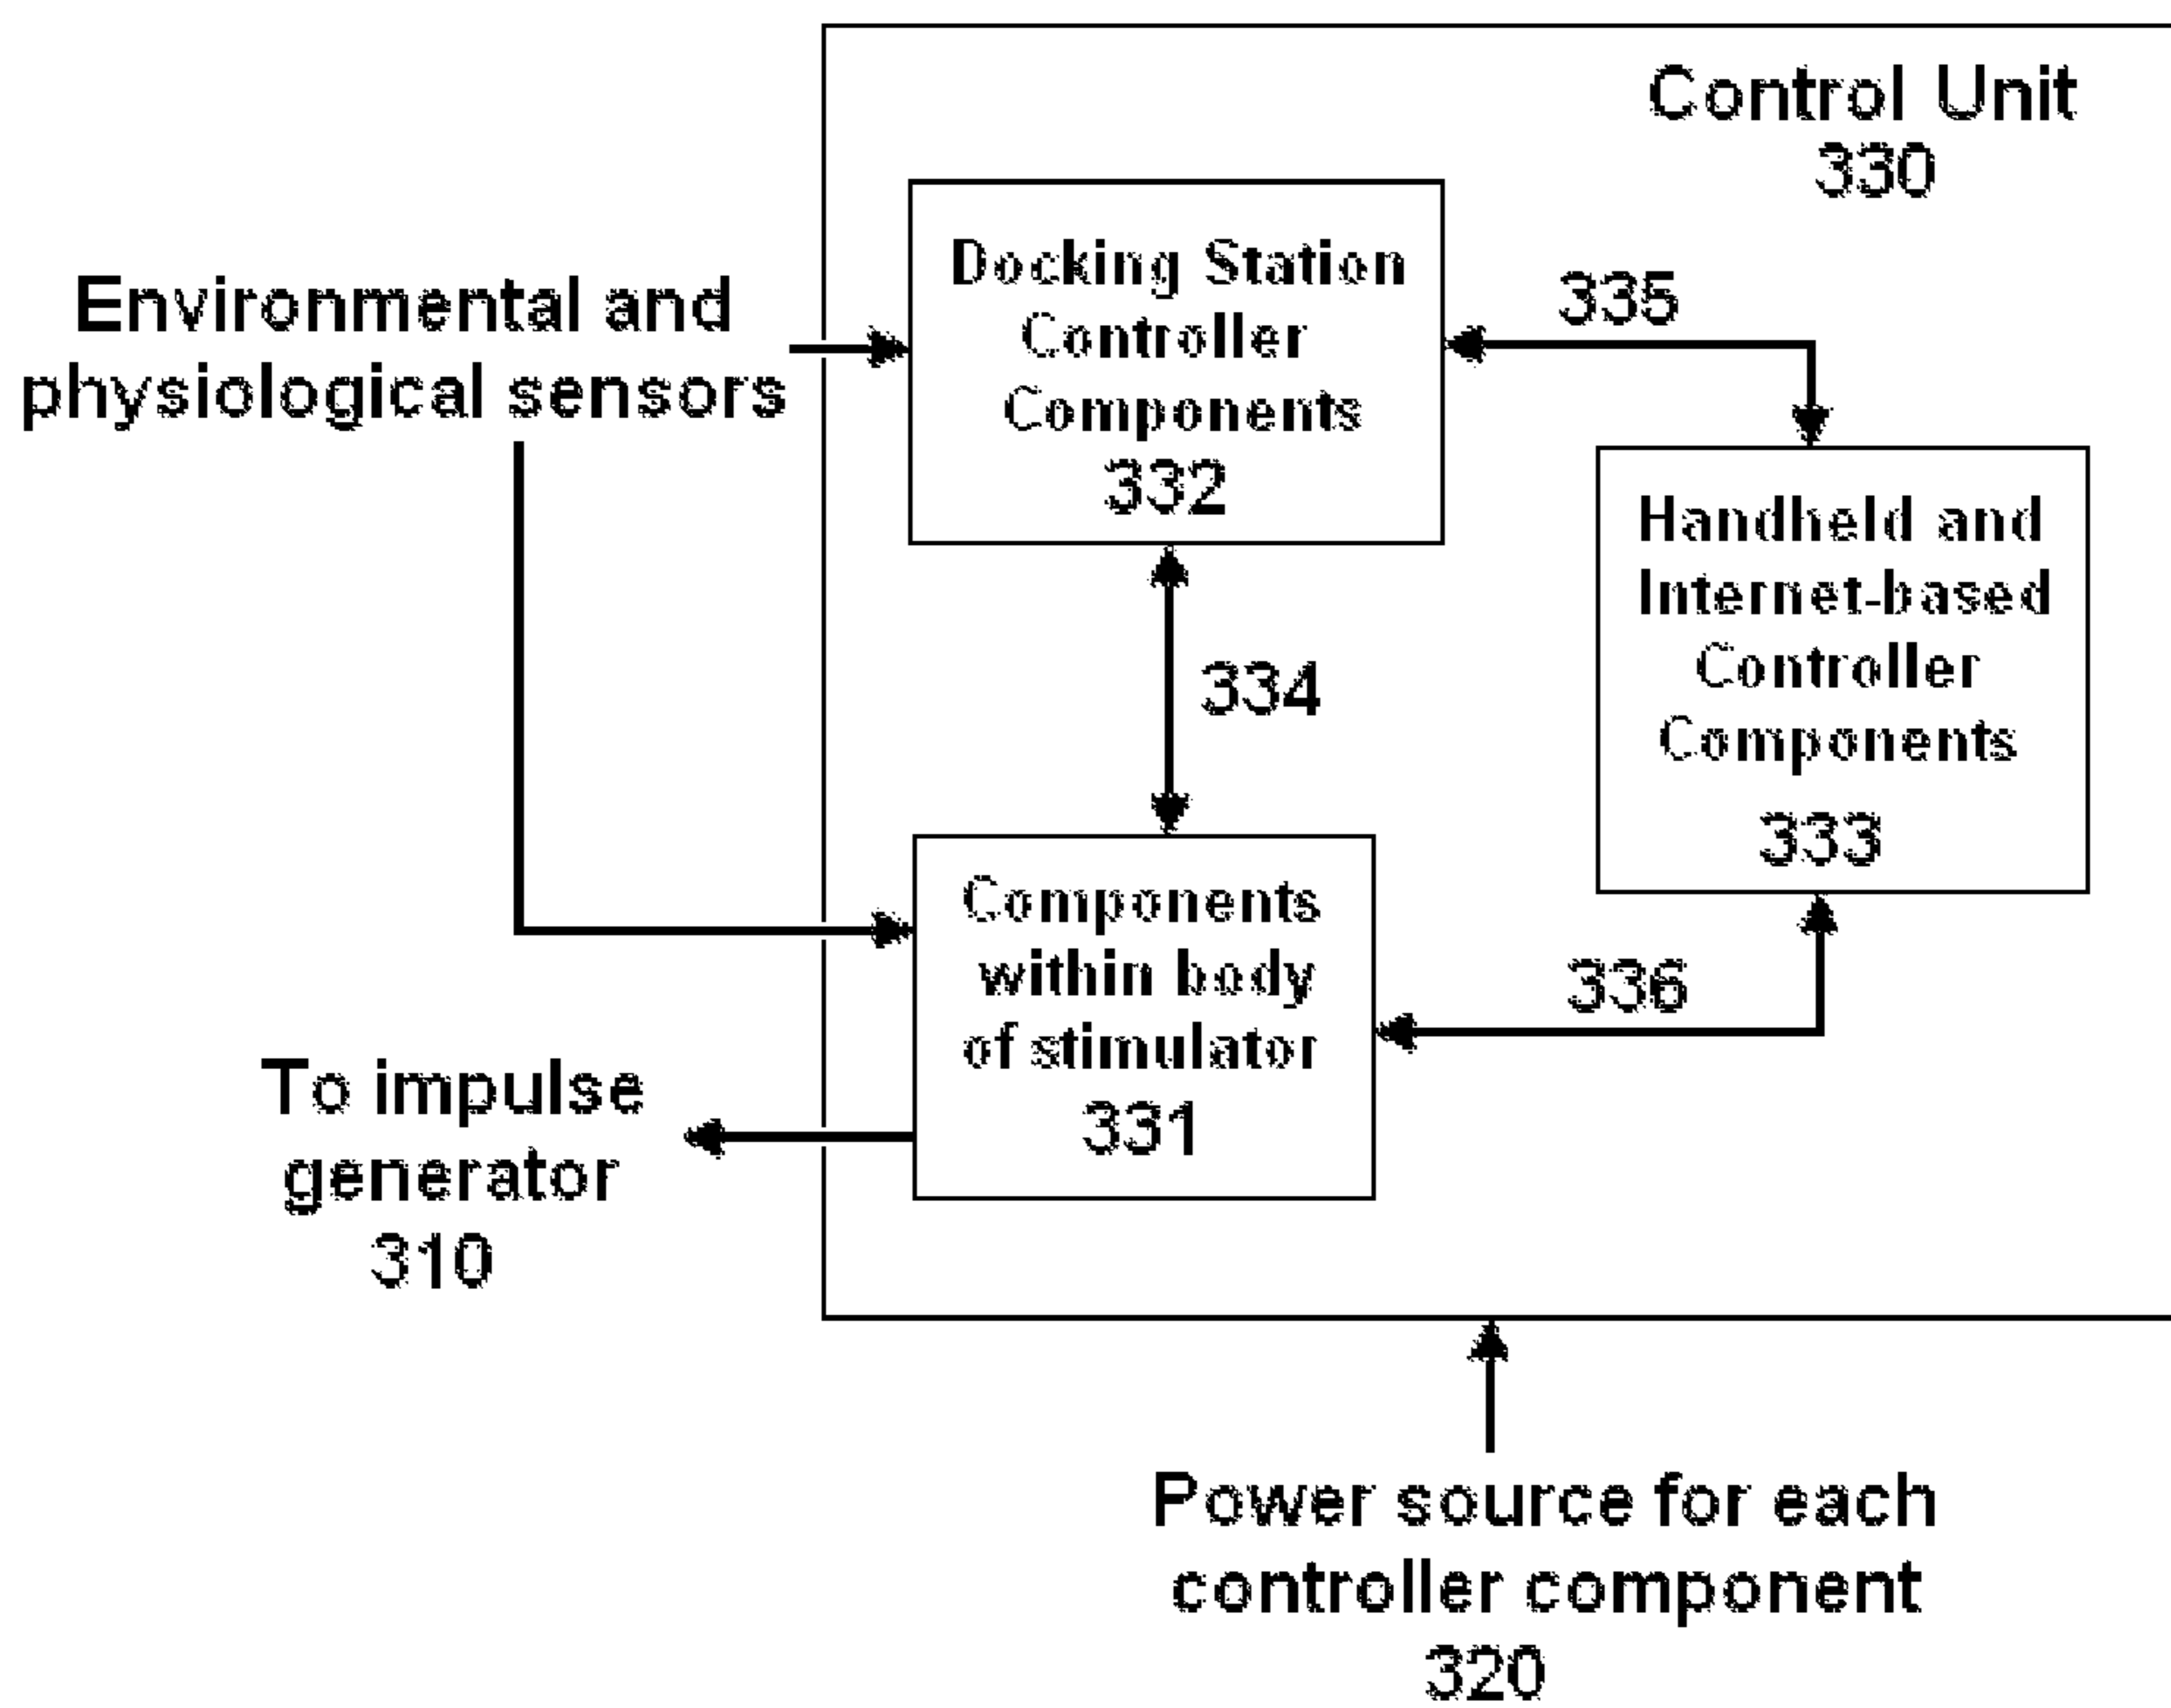 Control Unit
330
Docking Station
Controller
Components
332
335
Environmental and
physiological sensors
Handheld and
Internet-based
Controller
Components
333
334
Components
within body
of stimulator
331
336
To impulse
generator
310
Power source for each
controller component
320